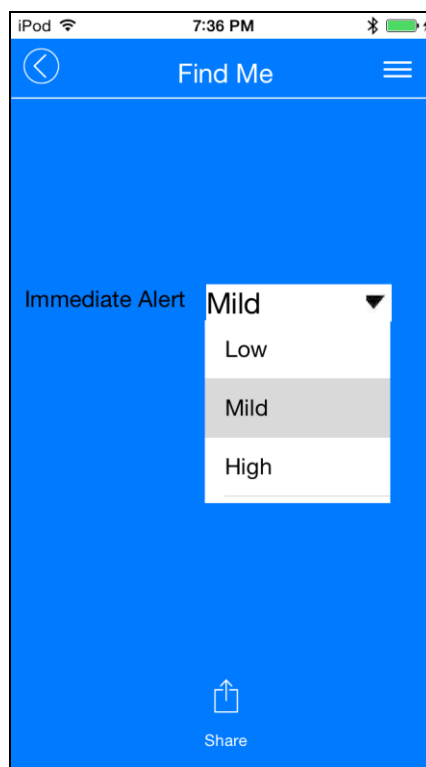 iPod 7:36 PM
Find Me
Immediate Alert Mild
Low
Mild
High
Share